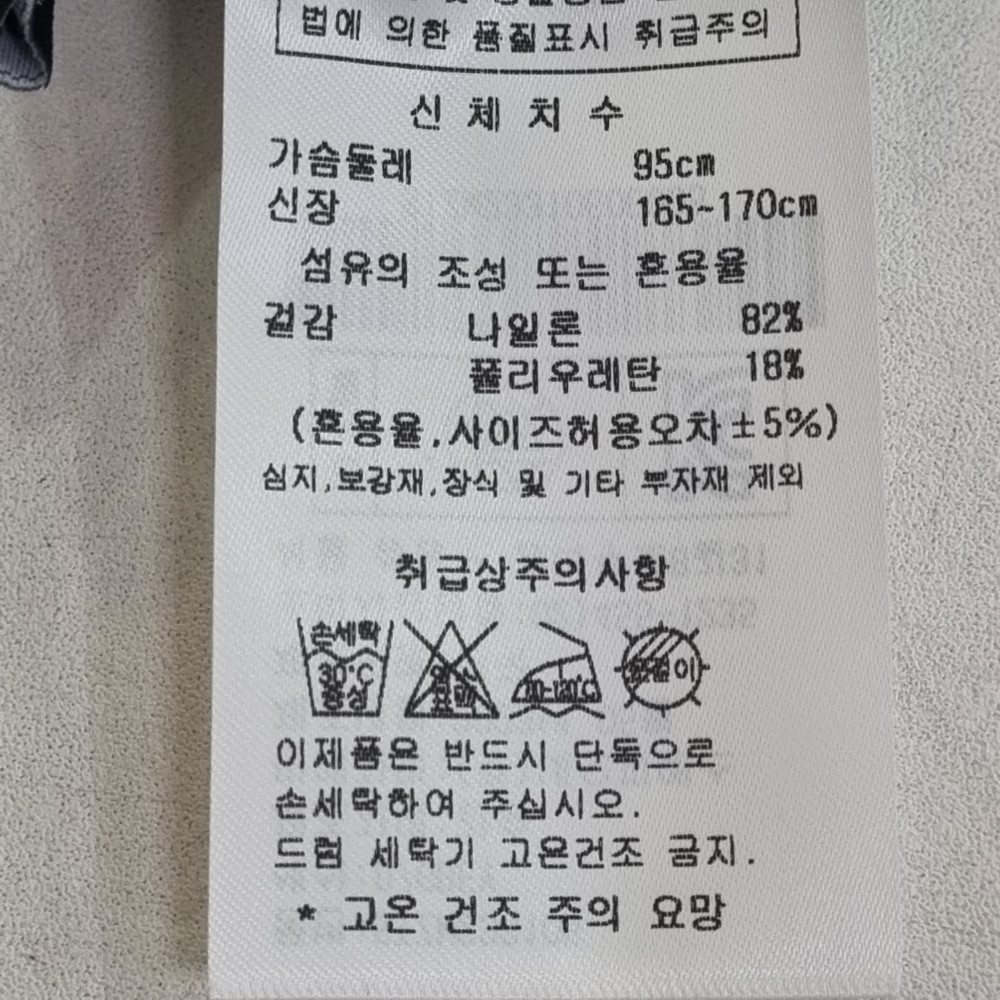 법에 의한 품질표시 취급주의
신 체 치 수
가슴둘레 95cm
신장 165~170cm
섬유의 조성 또는 혼용율
겉감 나일론 82%
폴리우레탄 18%
(혼용율,사이즈허용오차±5%)
심지,보강재,장식 및 기타 부자재 제외
취급상주의사항
손세탁
30°C
중성
옷걸이
이제품은 반드시 단독으로
손세탁하여 주십시오.
드럼 세탁기 고온건조 금지.
* 고온 건조 주의 요망